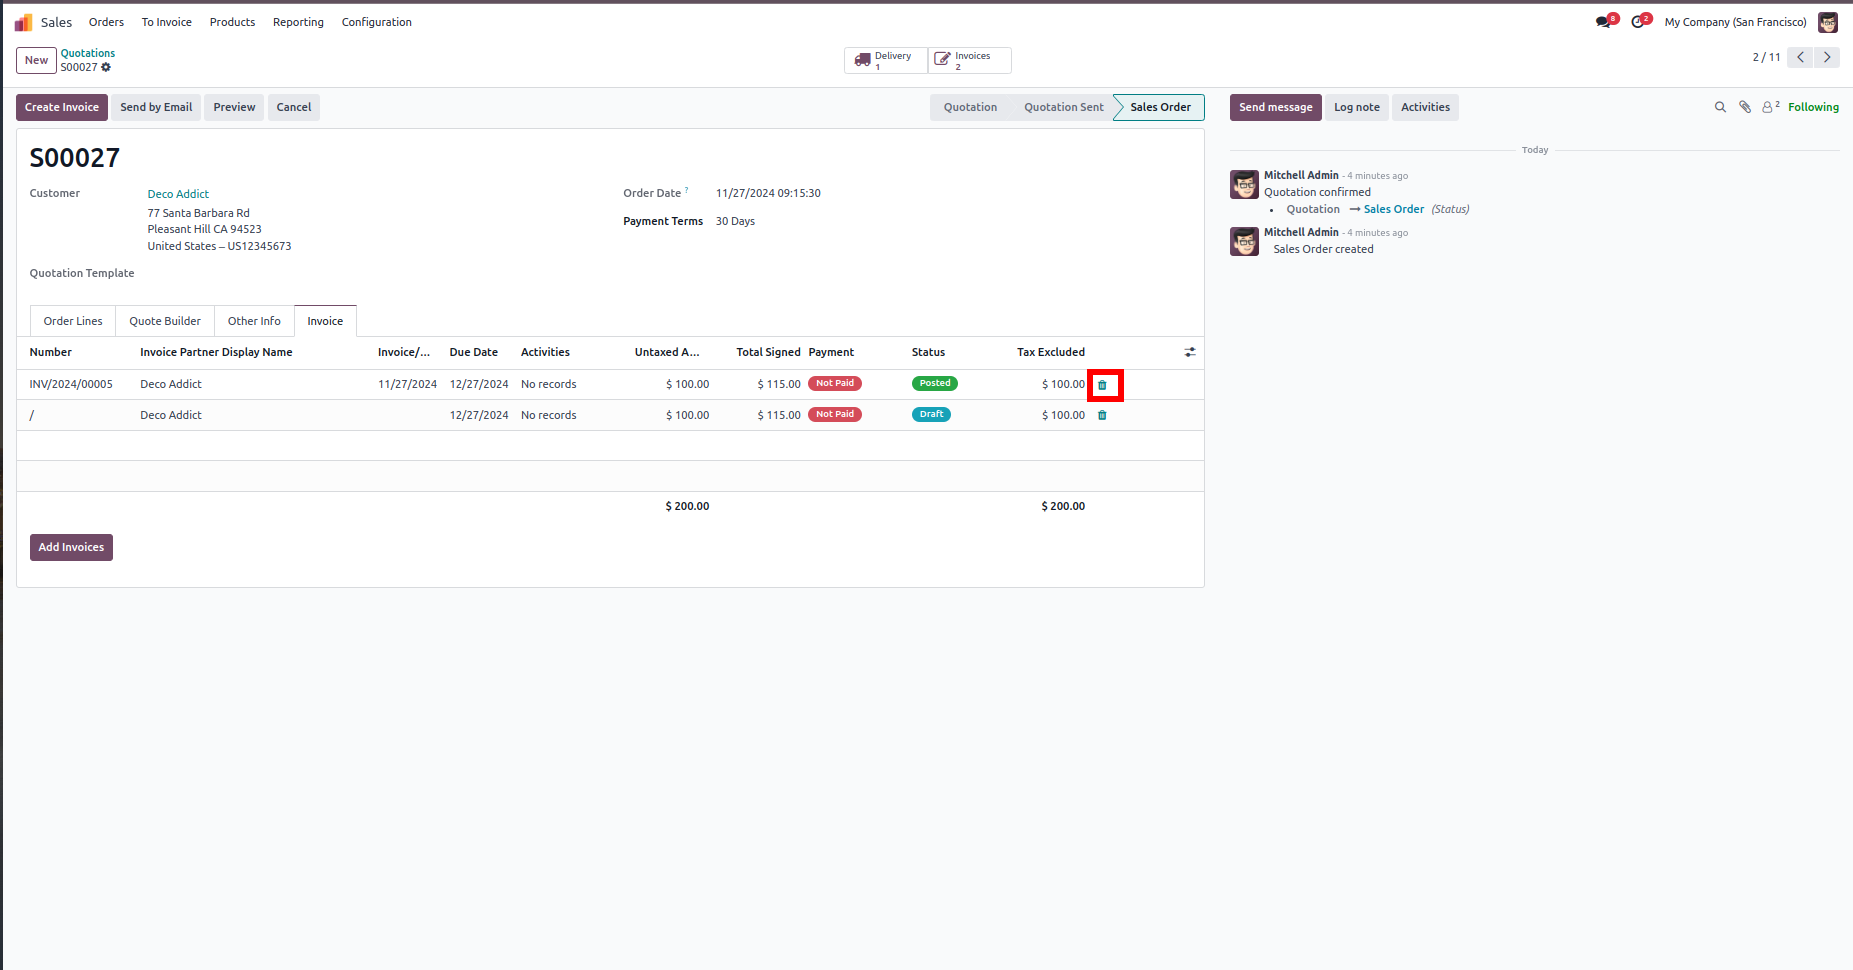 Sales Orders To Invoice Products Reporting Configuration 8 2 My Company (San Francisco)
New Quotations
S00027
Delivery
1
Invoices
2
2 / 11
Create Invoice Send by Email Preview Cancel Quotation Quotation Sent Sales Order
Send message Log note Activities 2 Following
S00027
Customer Deco Addict
77 Santa Barbara Rd
Pleasant Hill CA 94523
United States – US12345673
Order Date ? 11/27/2024 09:15:30
Payment Terms 30 Days
Quotation Template
Order Lines Quote Builder Other Info Invoice
Number Invoice Partner Display Name Invoice/... Due Date Activities Untaxed A... Total Signed Payment Status Tax Excluded
INV/2024/00005 Deco Addict 11/27/2024 12/27/2024 No records $ 100.00 $ 115.00 Not Paid Posted $ 100.00
/ Deco Addict 12/27/2024 No records $ 100.00 $ 115.00 Not Paid Draft $ 100.00
$ 200.00 $ 200.00
Add Invoices
Today
Mitchell Admin - 4 minutes ago
Quotation confirmed
• Quotation → Sales Order (Status)
Mitchell Admin - 4 minutes ago
Sales Order created